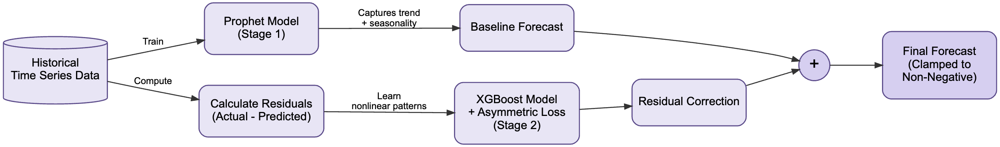 Historical
Time Series Data
Train
Compute
Prophet Model
(Stage 1)
Captures trend
+ seasonality
Baseline Forecast
Calculate Residuals
(Actual - Predicted)
Learn
nonlinear patterns
XGBoost Model
+ Asymmetric Loss
(Stage 2)
Residual Correction
+
Final Forecast
(Clamped to
Non-Negative)